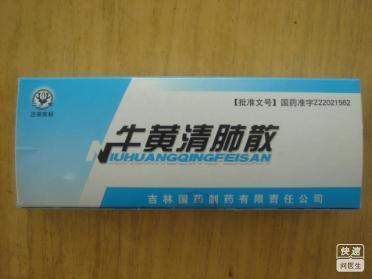 【批准文号】国药准字Z22021562
牛黄清肺散
NIUHUANGQINGFEISAN
吉林国药制药有限责任公司
快速
问医生